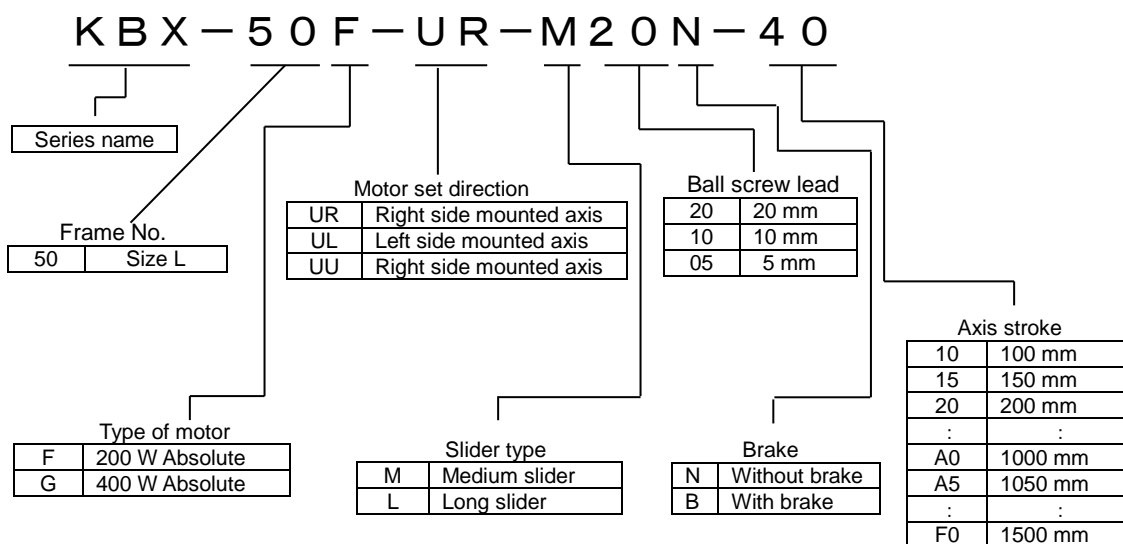 KBX-50F-UR-M20N-40
Series name
Motor set direction
UR Right side mounted axis
UL Left side mounted axis
UU Right side mounted axis
Ball screw lead
20 20 mm
10 10 mm
05 5 mm
Frame No.
50 Size L
Axis stroke
10 100 mm
15 150 mm
20 200 mm
: :
A0 1000 mm
A5 1050 mm
: :
F0 1500 mm
Type of motor
F 200 W Absolute
G 400 W Absolute
Slider type
M Medium slider
L Long slider
Brake
N Without brake
B With brake